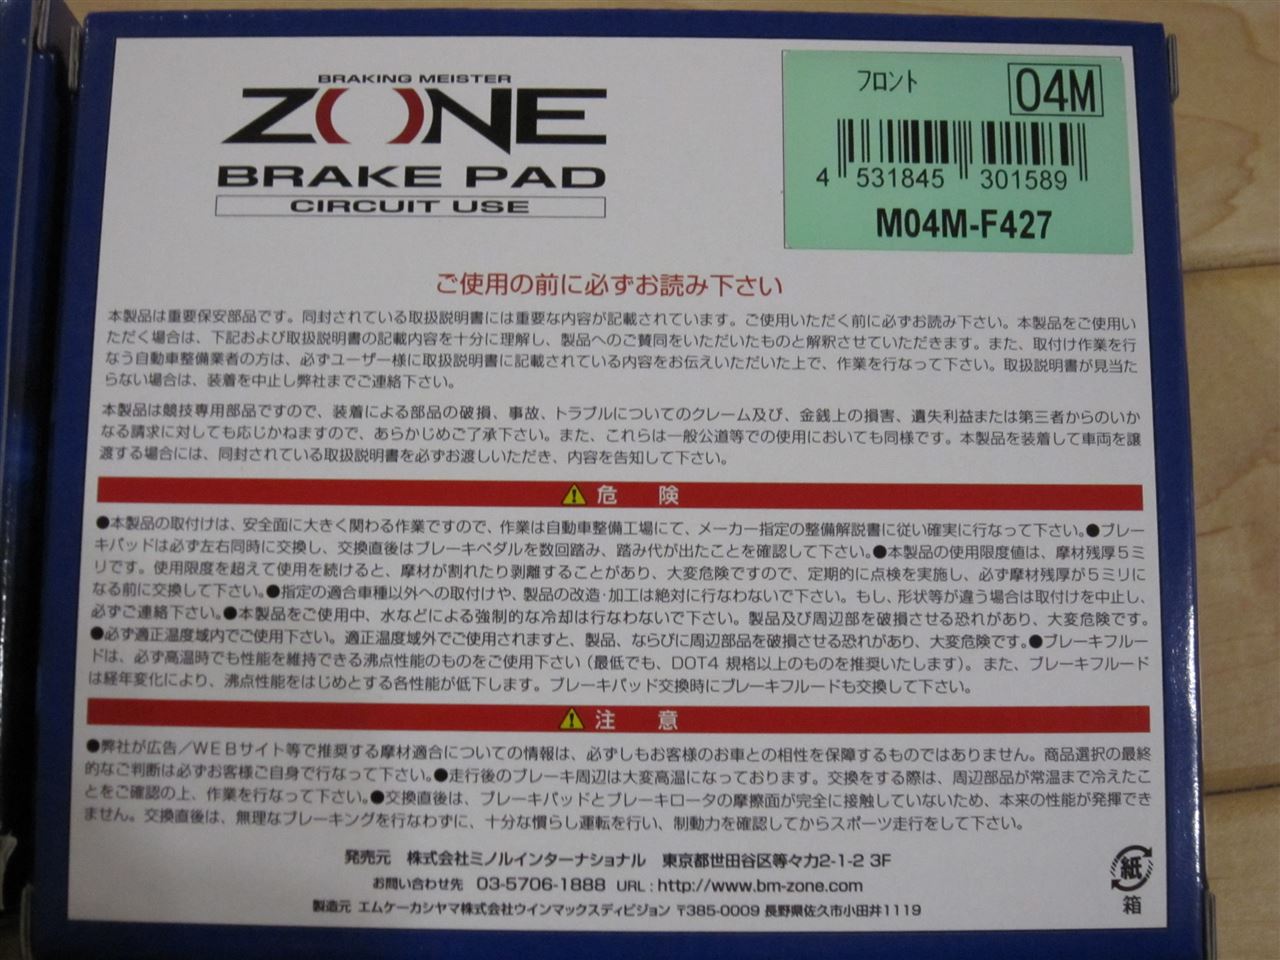 BRAKING MEISTER
ZONE
BRAKE PAD
CIRCUIT USE
フロント
04M
4 531845 301589
M04M-F427
ご使用の前に必ずお読み下さい
本製品は重要保安部品です。同封されている取扱説明書には重要な内容が記載されています。ご使用いただく前に必ずお読み下さい。本製品をご使用い
ただく場合は、下記および取扱説明書の記載内容を十分に理解し、製品へのご賛同をいただいたものと解釈させていただきます。また、取付け作業を行
なう自動車整備業者の方は、必ずユーザー様に取扱説明書に記載されている内容をお伝えいただいた上で、作業を行なって下さい。取扱説明書が見当た
らない場合は、装着を中止し弊社までご連絡下さい。
本製品は競技専用部品ですので、装着による部品の破損、事故、トラブルについてのクレーム及び、金銭上の損害、遺失利益または第三者からのいか
なる請求に対しても応じかねますので、あらかじめご了承下さい。また、これらは一般公道等での使用においても同様です。本製品を装着して車両を譲
渡する場合には、同封されている取扱説明書を必ずお渡しいただき、内容を告知して下さい。
危 険
●本製品の取付けは、安全面に大きく関わる作業ですので、作業は自動車整備工場にて、メーカー指定の整備解説書に従い確実に行なって下さい。●ブレー
キパッドは必ず左右同時に交換し、交換直後はブレーキペダルを数回踏み、踏み代が出たことを確認して下さい。●本製品の使用限度値は、摩材残厚5ミ
リです。使用限度を超えて使用を続けると、摩材が割れたり剥離することがあり、大変危険ですので、定期的に点検を実施し、必ず摩材残厚が5ミリに
なる前に交換して下さい。●指定の適合車種以外への取付けや、製品の改造・加工は絶対に行なわないで下さい。もし、形状等が違う場合は取付けを中止し、
必ずご連絡下さい。●本製品をご使用中、水などによる強制的な冷却は行なわないで下さい。製品及び周辺部を破損させる恐れがあり、大変危険です。
●必ず適正温度域内でご使用下さい。適正温度域外でご使用されますと、製品、ならびに周辺部品を破損させる恐れがあり、大変危険です。●ブレーキフルー
ドは、必ず高温時でも性能を維持できる沸点性能のものをご使用下さい（最低でも、DOT4 規格以上のものを推奨いたします）。また、ブレーキフルード
は経年変化により、沸点性能をはじめとする各性能が低下します。ブレーキパッド交換時にブレーキフルードも交換して下さい。
注 意
●弊社が広告／WEBサイト等で推奨する摩材適合についての情報は、必ずしもお客様のお車との相性を保障するものではありません。商品選択の最終
的なご判断は必ずお客様ご自身で行なって下さい。●走行後のブレーキ周辺は大変高温になっております。交換をする際は、周辺部品が常温まで冷えたこ
とをご確認の上、作業を行なって下さい。●交換直後は、ブレーキパッドとブレーキロータの摩擦面が完全に接触していないため、本来の性能が発揮でき
ません。交換直後は、無理なブレーキングを行なわずに、十分な慣らし運転を行い、制動力を確認してからスポーツ走行をして下さい。
発売元 株式会社ミノルインターナショナル 東京都世田谷区等々力2-1-2 3F
お問い合わせ先 03-5706-1888 URL：http://www.bm-zone.com
製造元 エムケーカシヤマ株式会社ウインマックスディビジョン 〒385-0009 長野県佐久市小田井1119
紙
箱